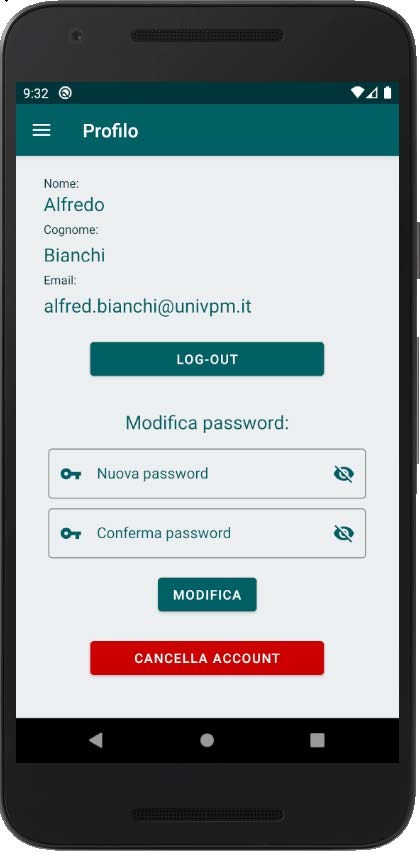 9:32
Profilo
Nome:
Alfredo
Cognome:
Bianchi
Email:
alfred.bianchi@univpm.it
LOG-OUT
Modifica password:
Nuova password
Conferma password
MODIFICA
CANCELLA ACCOUNT